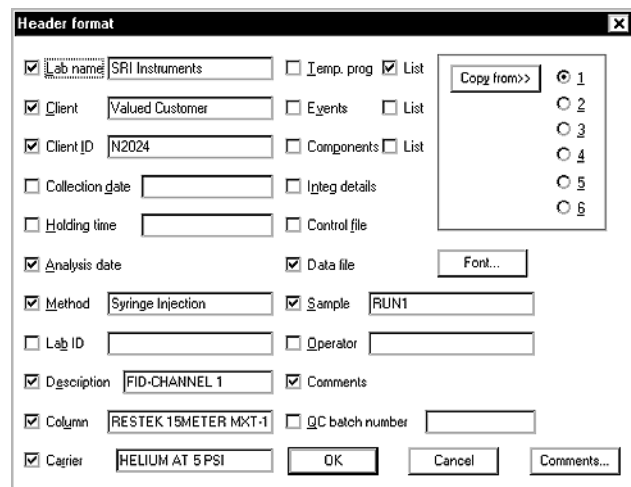 Header format
Lab name SRI Instruments
Client Valued Customer
Client ID N2024
Collection date
Holding time
Analysis date
Method Syringe Injection
Lab ID
Description FID-CHANNEL 1
Column RESTEK 15METER MXT-1
Carrier HELIUM AT 5 PSI
Temp. prog List
Events List
Components List
Integ details
Control file
Data file
Sample RUN1
Operator
Comments
QC batch number
Copy from>>
1
2
3
4
5
6
Font...
OK
Cancel
Comments...